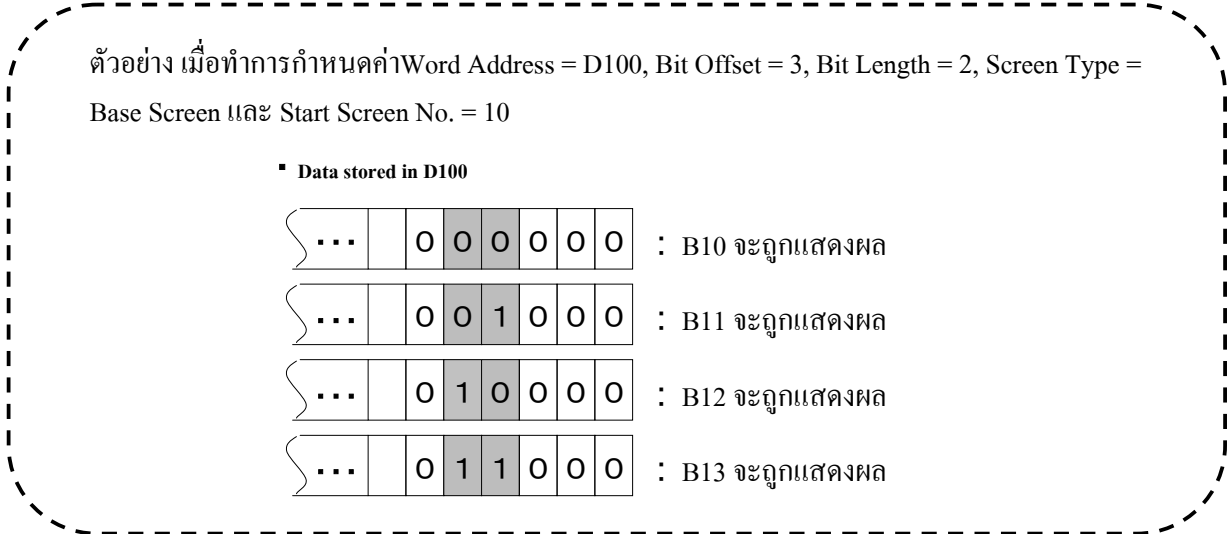 ตัวอย่าง เมื่อทำการกำหนดค่าWord Address = D100, Bit Offset = 3, Bit Length = 2, Screen Type =
Base Screen และ Start Screen No. = 10
▪ Data stored in D100
... 0 0 0 0 0 0 : B10 จะถูกแสดงผล
... 0 0 1 0 0 0 : B11 จะถูกแสดงผล
... 0 1 0 0 0 0 : B12 จะถูกแสดงผล
... 0 1 1 0 0 0 : B13 จะถูกแสดงผล